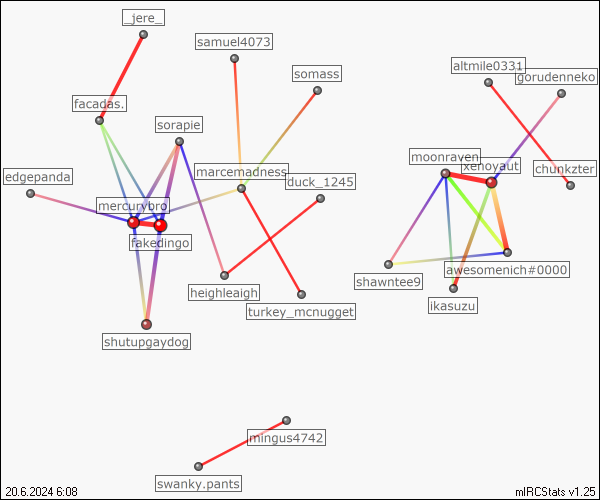 _jere_
samuel4073
somass
altmile0331
gorudenneko
facadas.
sorapie
moonraven
xenoyaut
chunkzter
edgepanda
marcemadness
duck_1245
mercurybro
fakedingo
heighleaigh
shawntee9
awesomenich#0000
ikasuzu
turkey_mcnugget
shutupgaydog
mingus4742
swanky.pants
20.6.2024 6:08
mIRCStats v1.25